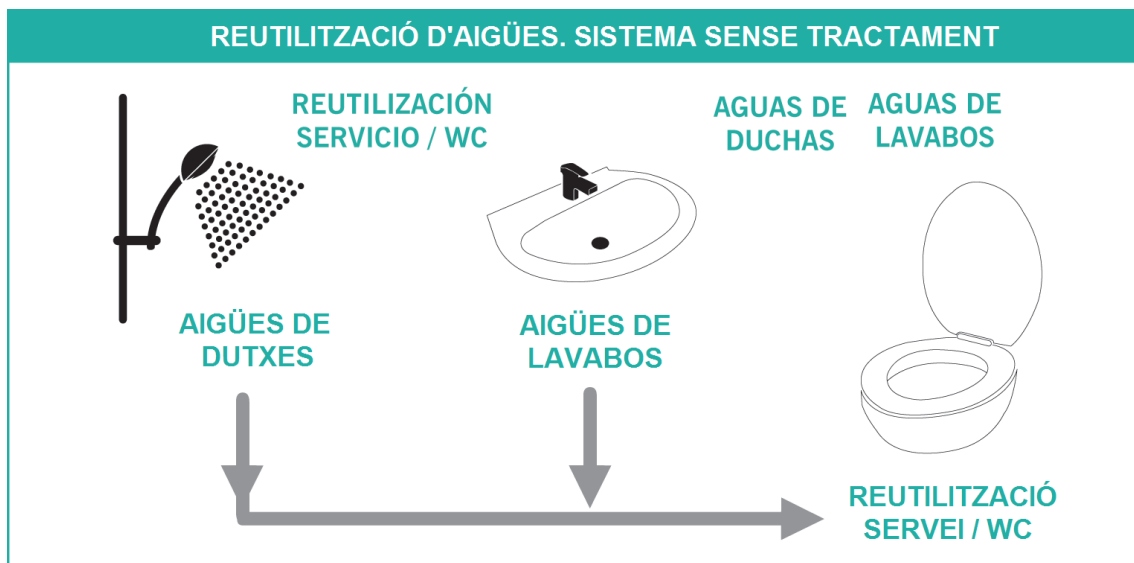 REUTILITZACIÓ D'AIGÜES. SISTEMA SENSE TRACTAMENT
REUTILIZACIÓN
SERVICIO / WC
AGUAS DE
DUCHAS
AGUAS DE
LAVABOS
AIGÜES DE
DUTXES
AIGÜES DE
LAVABOS
REUTILITZACIÓ
SERVEI / WC